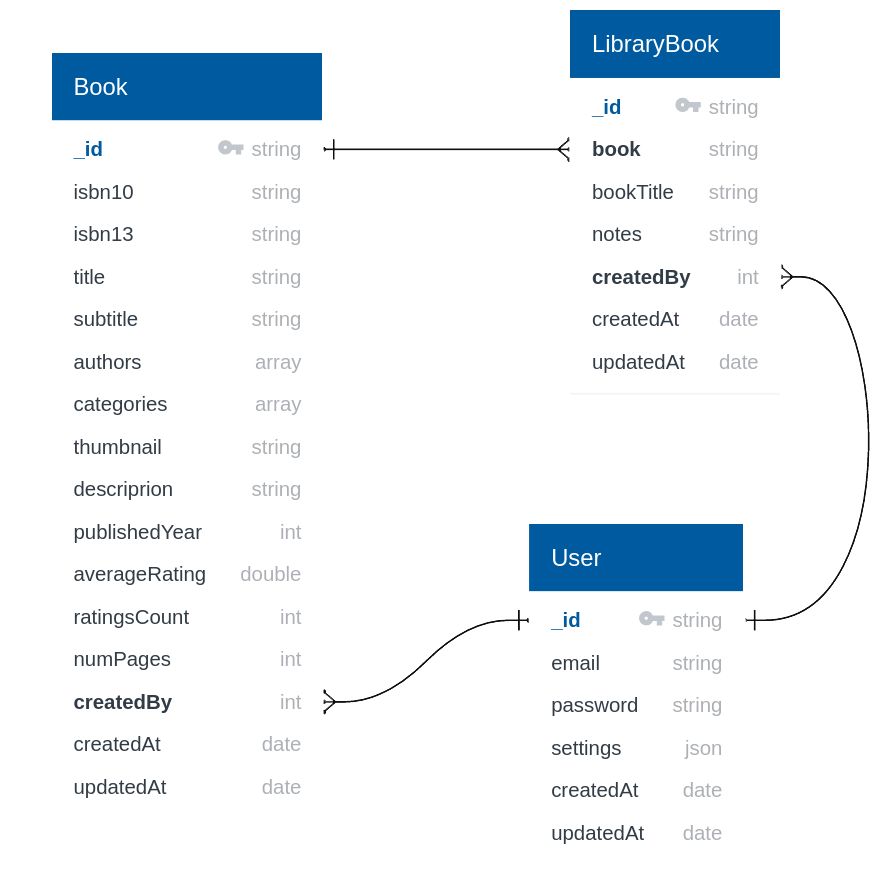 Book
_id string
isbn10 string
isbn13 string
title string
subtitle string
authors array
categories array
thumbnail string
descriprion string
publishedYear int
averageRating double
ratingsCount int
numPages int
createdBy int
createdAt date
updatedAt date
LibraryBook
_id string
book string
bookTitle string
notes string
createdBy int
createdAt date
updatedAt date
User
_id string
email string
password string
settings json
createdAt date
updatedAt date